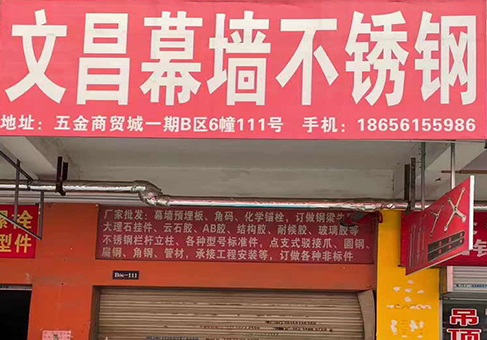 文昌幕墙不锈钢
地址：五金商贸城一期B区6幢111号 手机：18656155986
厂家批发：幕墙预埋板、角码、化学锚栓，订做钢梁
大理石挂件、云石胶、AB胶、结构胶、耐候胶、玻璃胶等
不锈钢栏杆立柱、各种型号标准件，点支式驳接爪、圆钢、
扁钢、角钢、管材，承接工程安装等，订做各种非标件
B6区-111
螺栓
型件
吊
顶